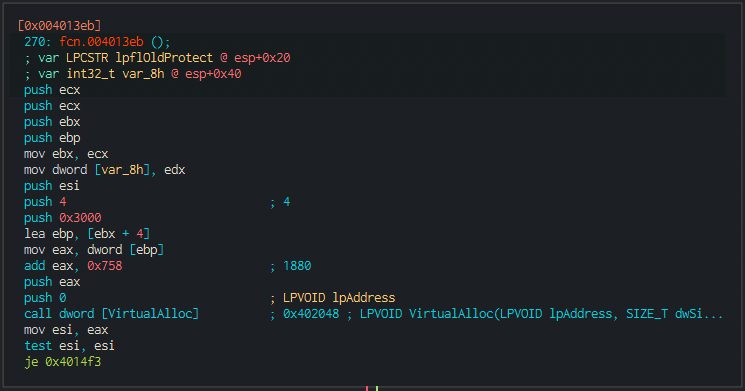 [0x004013eb]
270: fcn.004013eb ();
; var LPCSTR lpflOldProtect @ esp+0x20
; var int32_t var_8h @ esp+0x40
push ecx
push ecx
push ebx
push ebp
mov ebx, ecx
mov dword [var_8h], edx
push esi
push 4 ; 4
push 0x3000
lea ebp, [ebx + 4]
mov eax, dword [ebp]
add eax, 0x758 ; 1880
push eax
push 0 ; LPVOID lpAddress
call dword [VirtualAlloc] ; 0x402048 ; LPVOID VirtualAlloc(LPVOID lpAddress, SIZE_T dwSi...
mov esi, eax
test esi, esi
je 0x4014f3